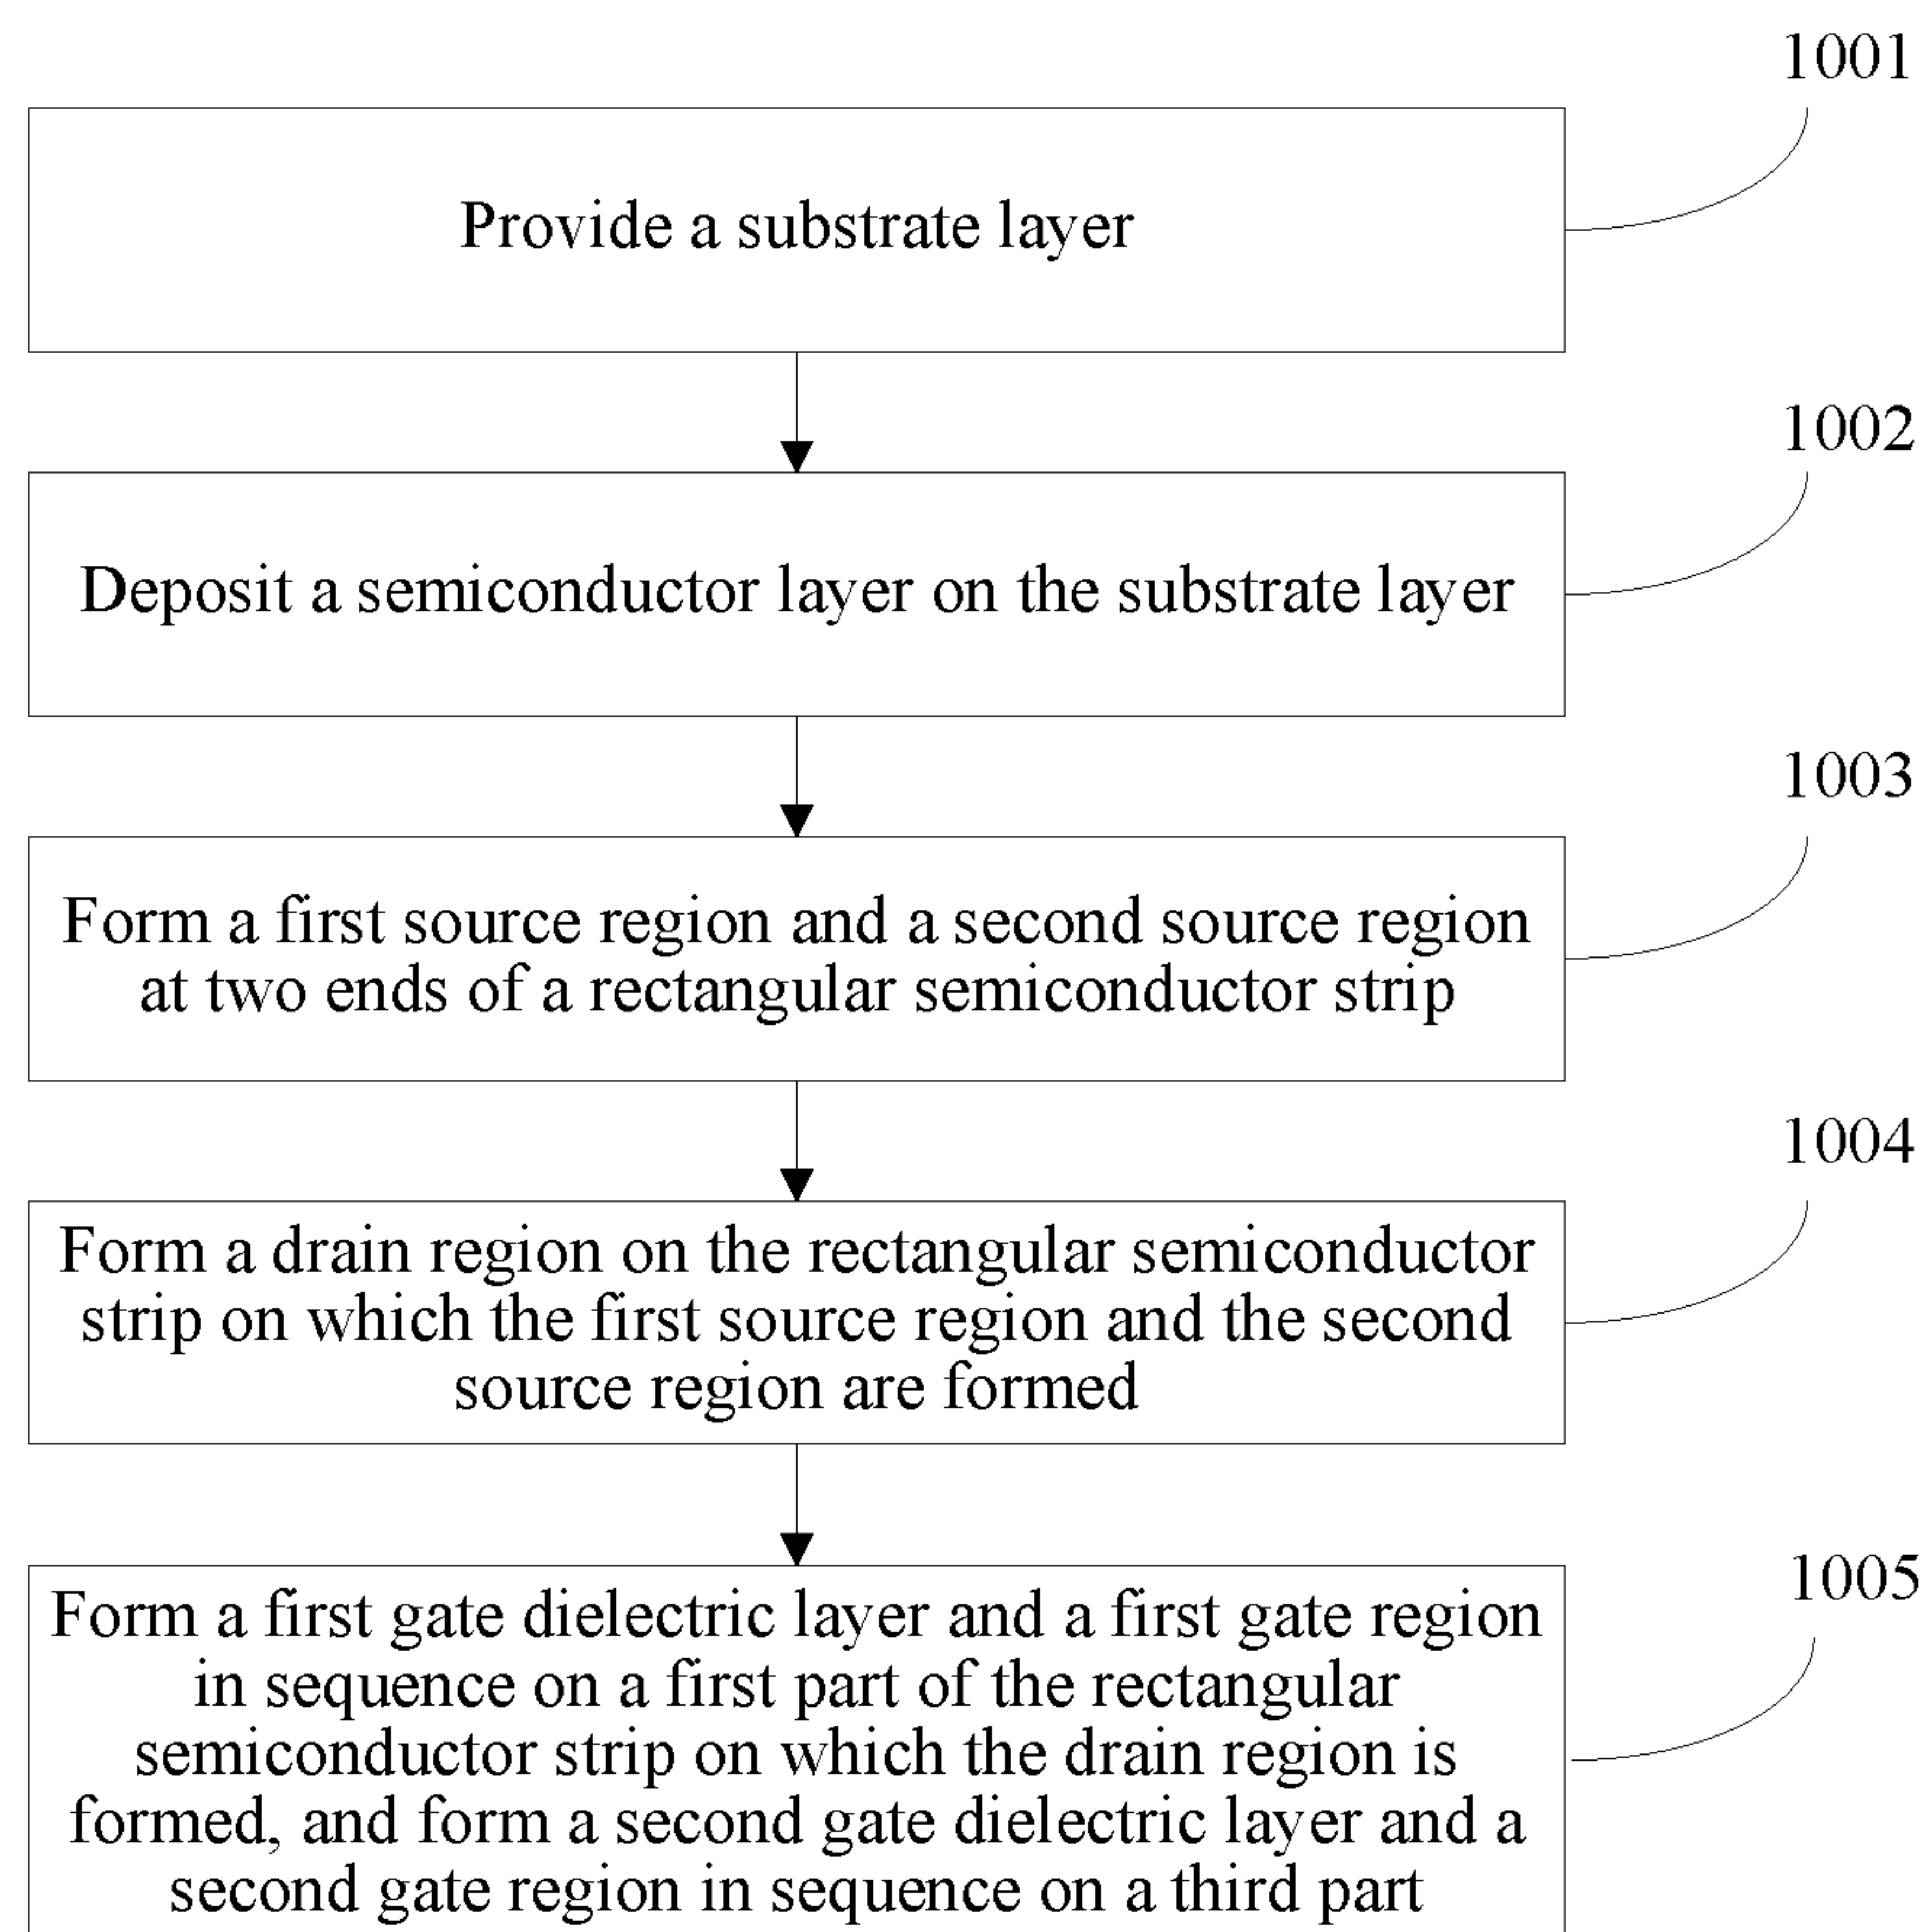 1001
Provide a substrate layer
1002
Deposit a semiconductor layer on the substrate layer
1003
Form a first source region and a second source region
at two ends of a rectangular semiconductor strip
1004
Form a drain region on the rectangular semiconductor
strip on which the first source region and the second
source region are formed
1005
Form a first gate dielectric layer and a first gate region
in sequence on a first part of the rectangular
semiconductor strip on which the drain region is
formed, and form a second gate dielectric layer and a
second gate region in sequence on a third part